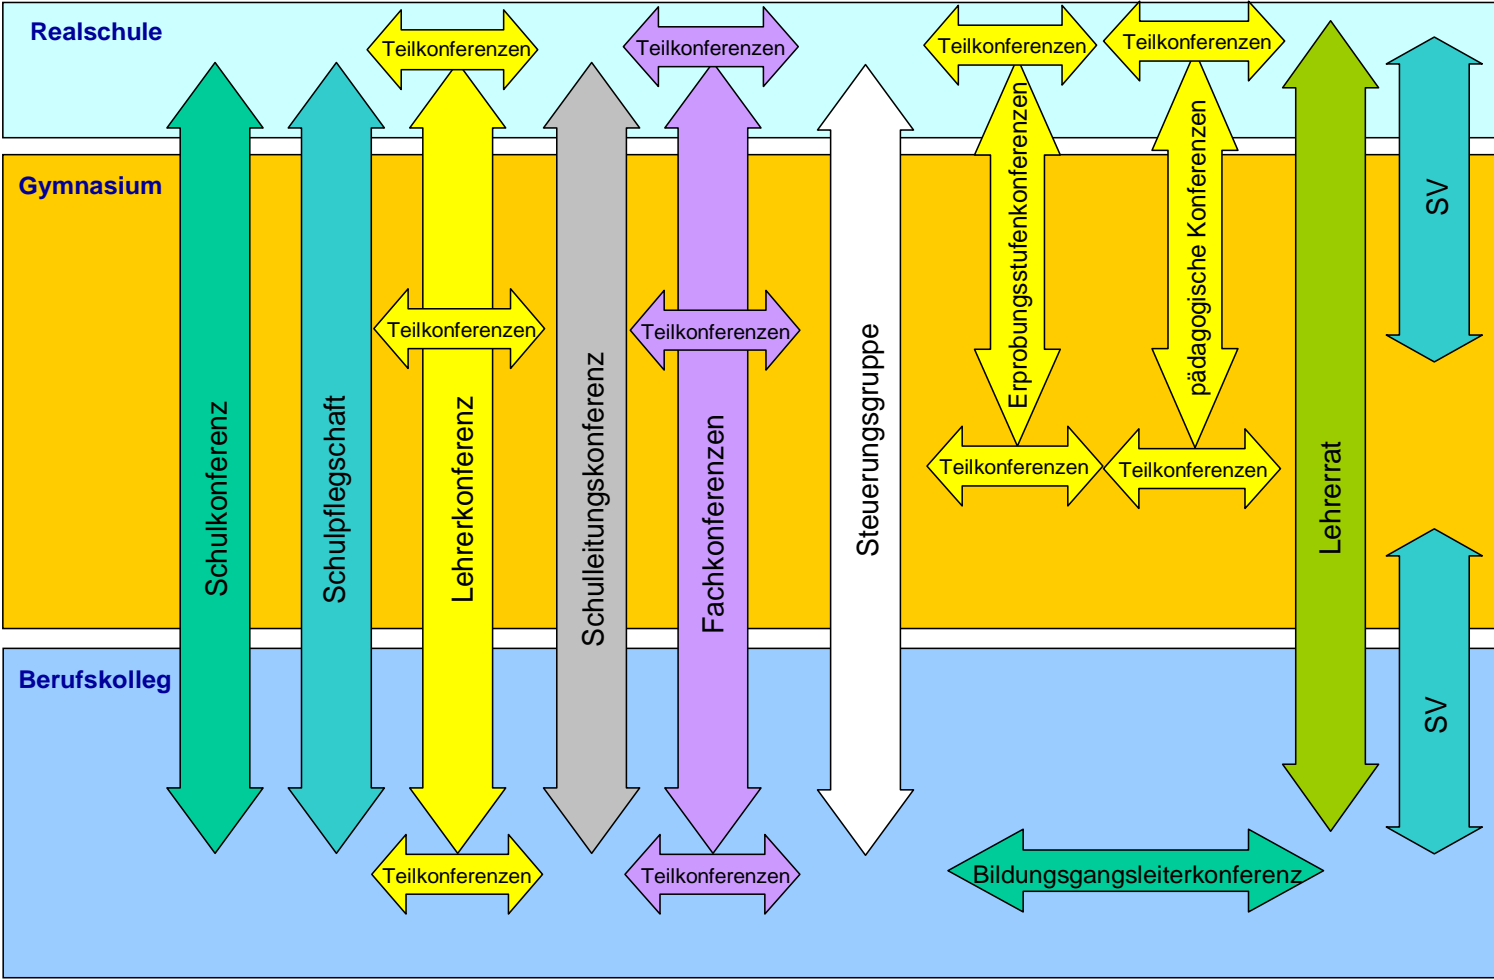 Realschule
Teilkonferenzen
Teilkonferenzen
Teilkonferenzen
Teilkonferenzen
Gymnasium
Teilkonferenzen
Teilkonferenzen
Teilkonferenzen
Teilkonferenzen
Schulkonferenz
Schulpflegschaft
Lehrerkonferenz
Schulleitungskonferenz
Fachkonferenzen
Steuerungsgruppe
Erprobungsstufenkonferenzen
pädagogische Konferenzen
Lehrerrat
SV
SV
Berufskolleg
Teilkonferenzen
Teilkonferenzen
Bildungsgangsleiterkonferenz